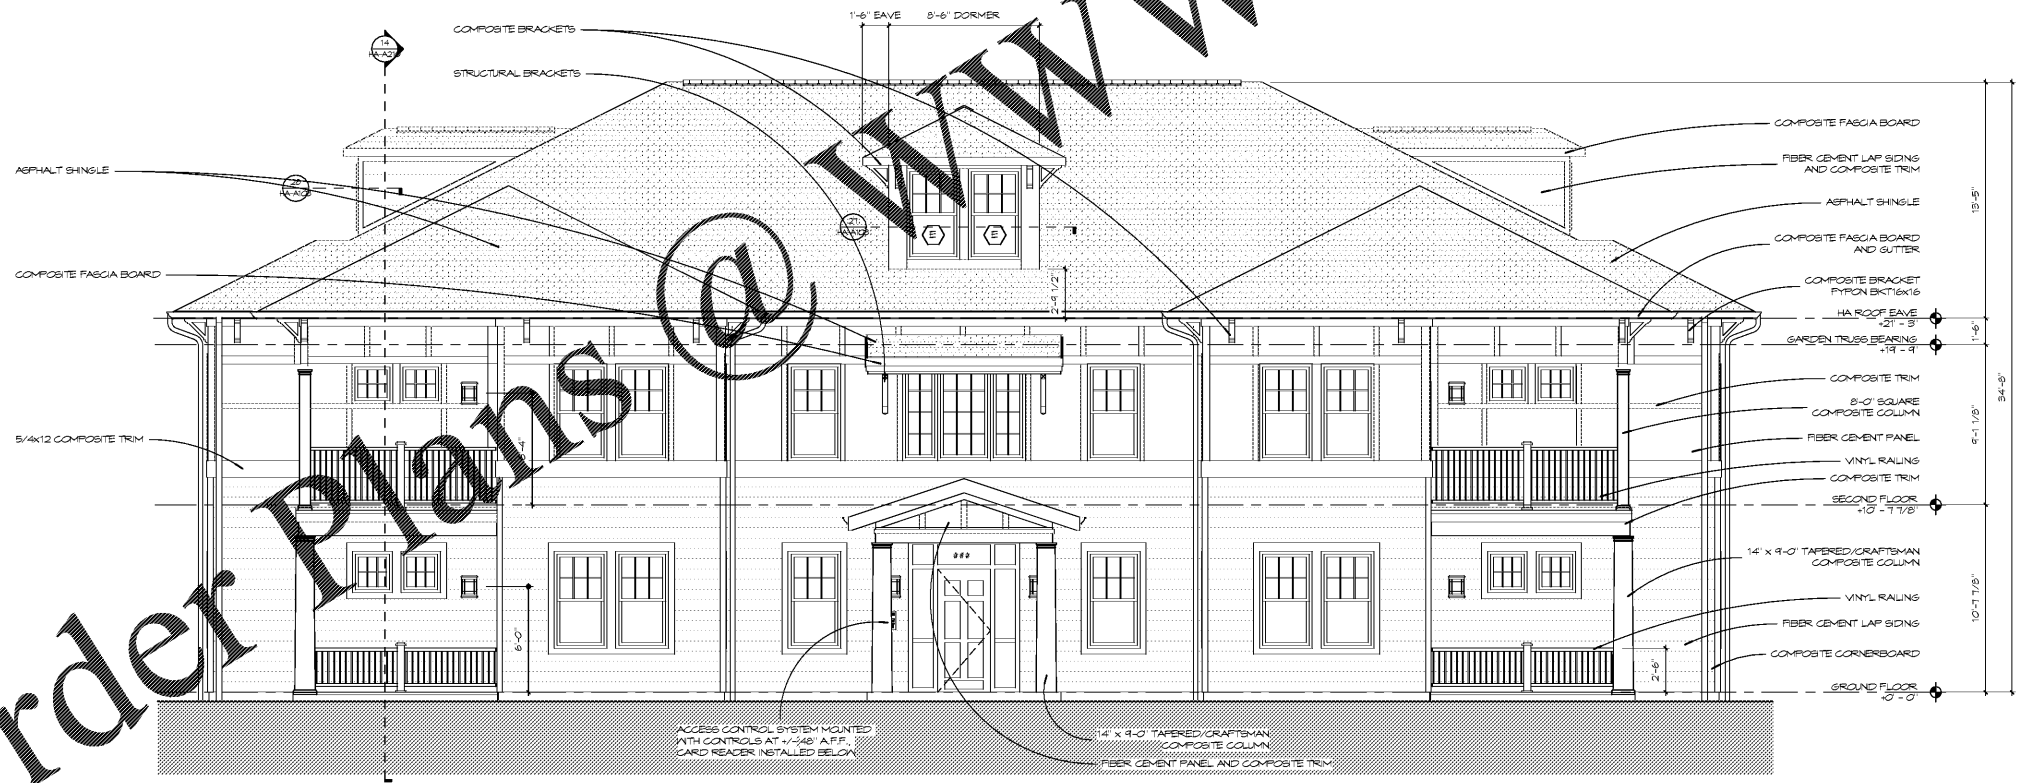 1'-6" EAVE
8'-6" DORMER
14
HA-A21
COMPOSITE BRACKETS
STRUCTURAL BRACKETS
ASPHALT SHINGLE
COMPOSITE FASCIA BOARD
5/4x12 COMPOSITE TRIM
21
E
E
2'-9 1/2"
6'-0"
2'-6"
COMPOSITE FASCIA BOARD
FIBER CEMENT LAP SIDING
AND COMPOSITE TRIM
ASPHALT SHINGLE
COMPOSITE FASCIA BOARD
AND GUTTER
COMPOSITE BRACKET
FYPON BKT16x16
HA ROOF EAVE
+21' - 3"
GARDEN TRUSS BEARING
+19' - 9"
COMPOSITE TRIM
8'-0" SQUARE
COMPOSITE COLUMN
FIBER CEMENT PANEL
VINYL RAILING
COMPOSITE TRIM
SECOND FLOOR
+10' - 7 7/8"
14" x 9'-0" TAPERED/CRAFTSMAN
COMPOSITE COLUMN
VINYL RAILING
FIBER CEMENT LAP SIDING
COMPOSITE CORNERBOARD
GROUND FLOOR
+0' - 0"
13'-5"
1'-6"
9'-1 1/8"
10'-7 7/8"
34'-8"
###
ACCESS CONTROL SYSTEM MOUNTED
WITH CONTROLS AT +/-48" A.F.F.,
CARD READER INSTALLED BELOW
14" x 9'-0" TAPERED/CRAFTSMAN
COMPOSITE COLUMN
FIBER CEMENT PANEL AND COMPOSITE TRIM
rder Plans @ www